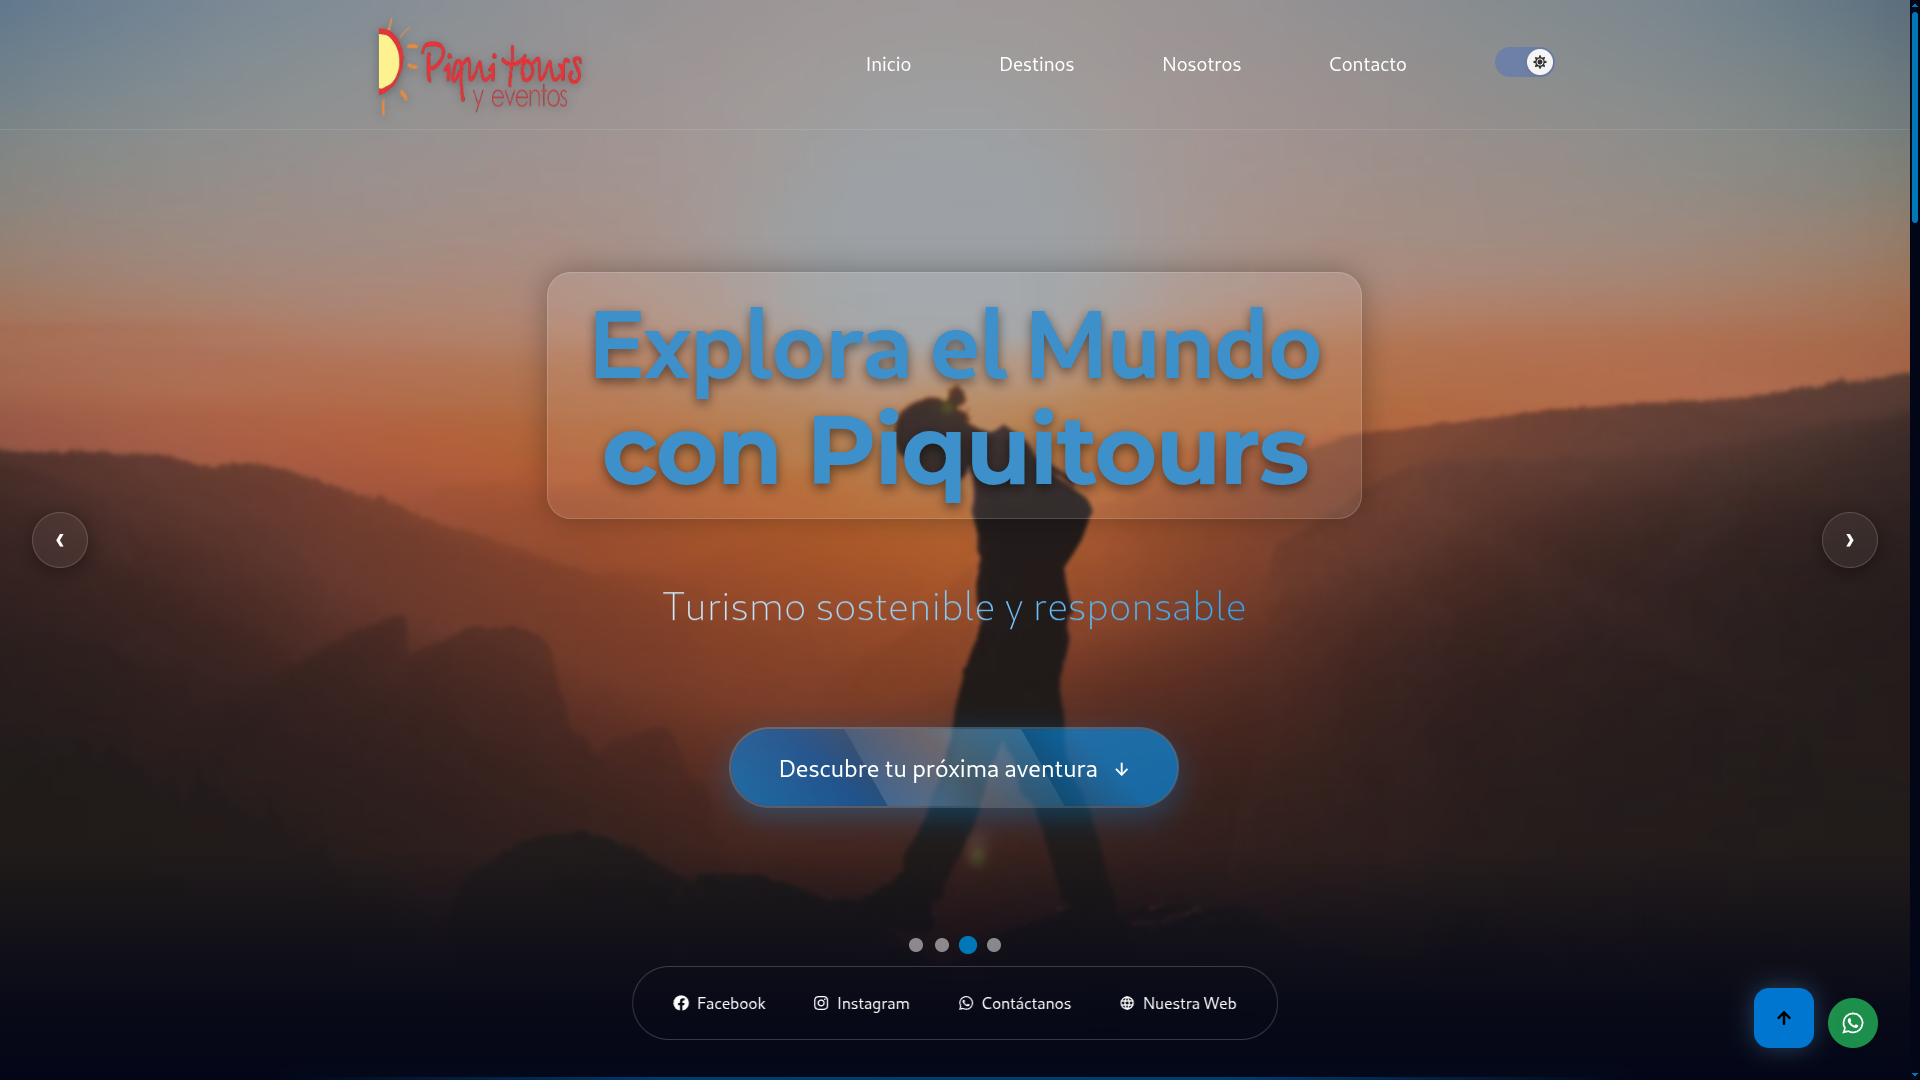 Piquitours
y eventos
Inicio
Destinos
Nosotros
Contacto
Explora el Mundo
con Piquitours
Turismo sostenible y responsable
Descubre tu próxima aventura
Facebook
Instagram
Contáctanos
Nuestra Web